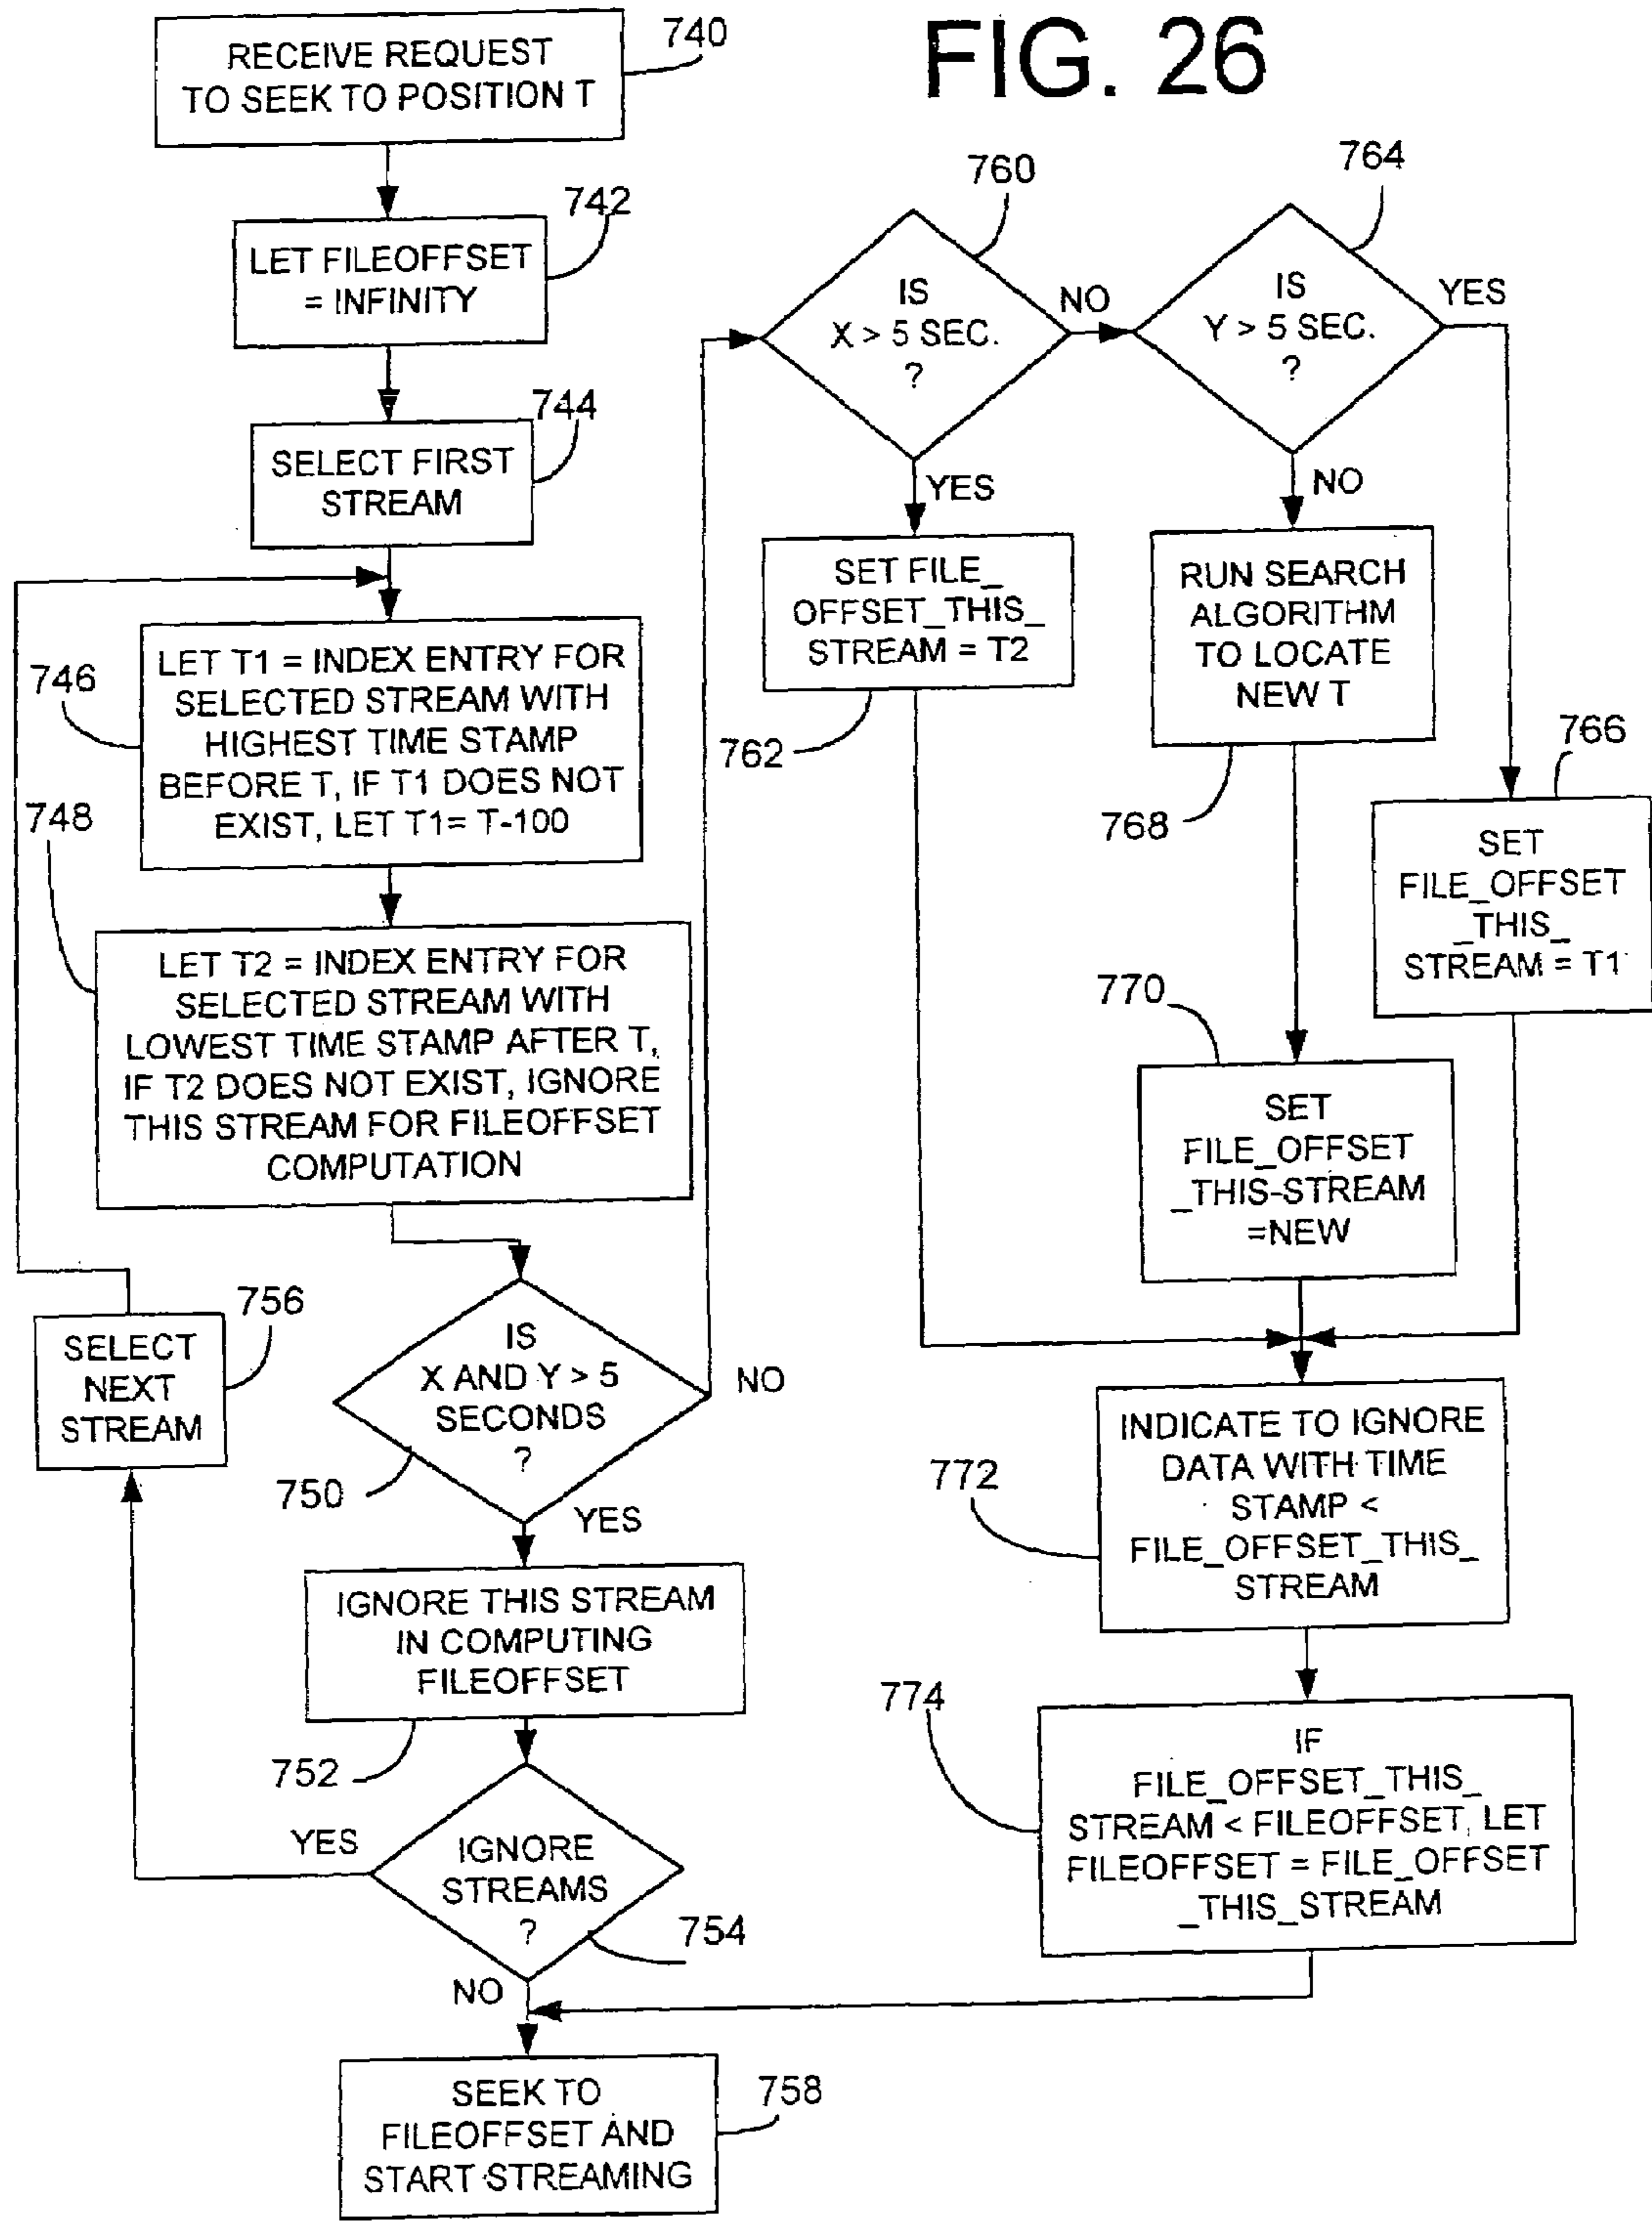 FIG. 26
740
RECEIVE REQUEST
TO SEEK TO POSITION T
742
LET FILEOFFSET
= INFINITY
744
SELECT FIRST
STREAM
746
LET T1 = INDEX ENTRY FOR
SELECTED STREAM WITH
HIGHEST TIME STAMP
BEFORE T, IF T1 DOES NOT
EXIST, LET T1= T-100
748
LET T2 = INDEX ENTRY FOR
SELECTED STREAM WITH
LOWEST TIME STAMP AFTER T,
IF T2 DOES NOT EXIST, IGNORE
THIS STREAM FOR FILEOFFSET
COMPUTATION
756
SELECT
NEXT
STREAM
IS
X AND Y > 5
SECONDS
?
NO
750
YES
IGNORE THIS STREAM
IN COMPUTING
FILEOFFSET
752
YES
IGNORE
STREAMS
?
754
NO
SEEK TO
FILEOFFSET AND
START STREAMING
758
760
IS
X > 5 SEC.
?
NO
YES
764
IS
Y > 5 SEC.
?
YES
NO
SET FILE_
OFFSET_THIS_
STREAM = T2
762
RUN SEARCH
ALGORITHM
TO LOCATE
NEW T
768
766
SET
FILE_OFFSET
_THIS_
STREAM = T1
770
SET
FILE_OFFSET
_THIS-STREAM
=NEW
772
INDICATE TO IGNORE
DATA WITH TIME
STAMP <
FILE_OFFSET_THIS_
STREAM
774
IF
FILE_OFFSET_THIS_
STREAM < FILEOFFSET, LET
FILEOFFSET = FILE_OFFSET
_THIS_STREAM